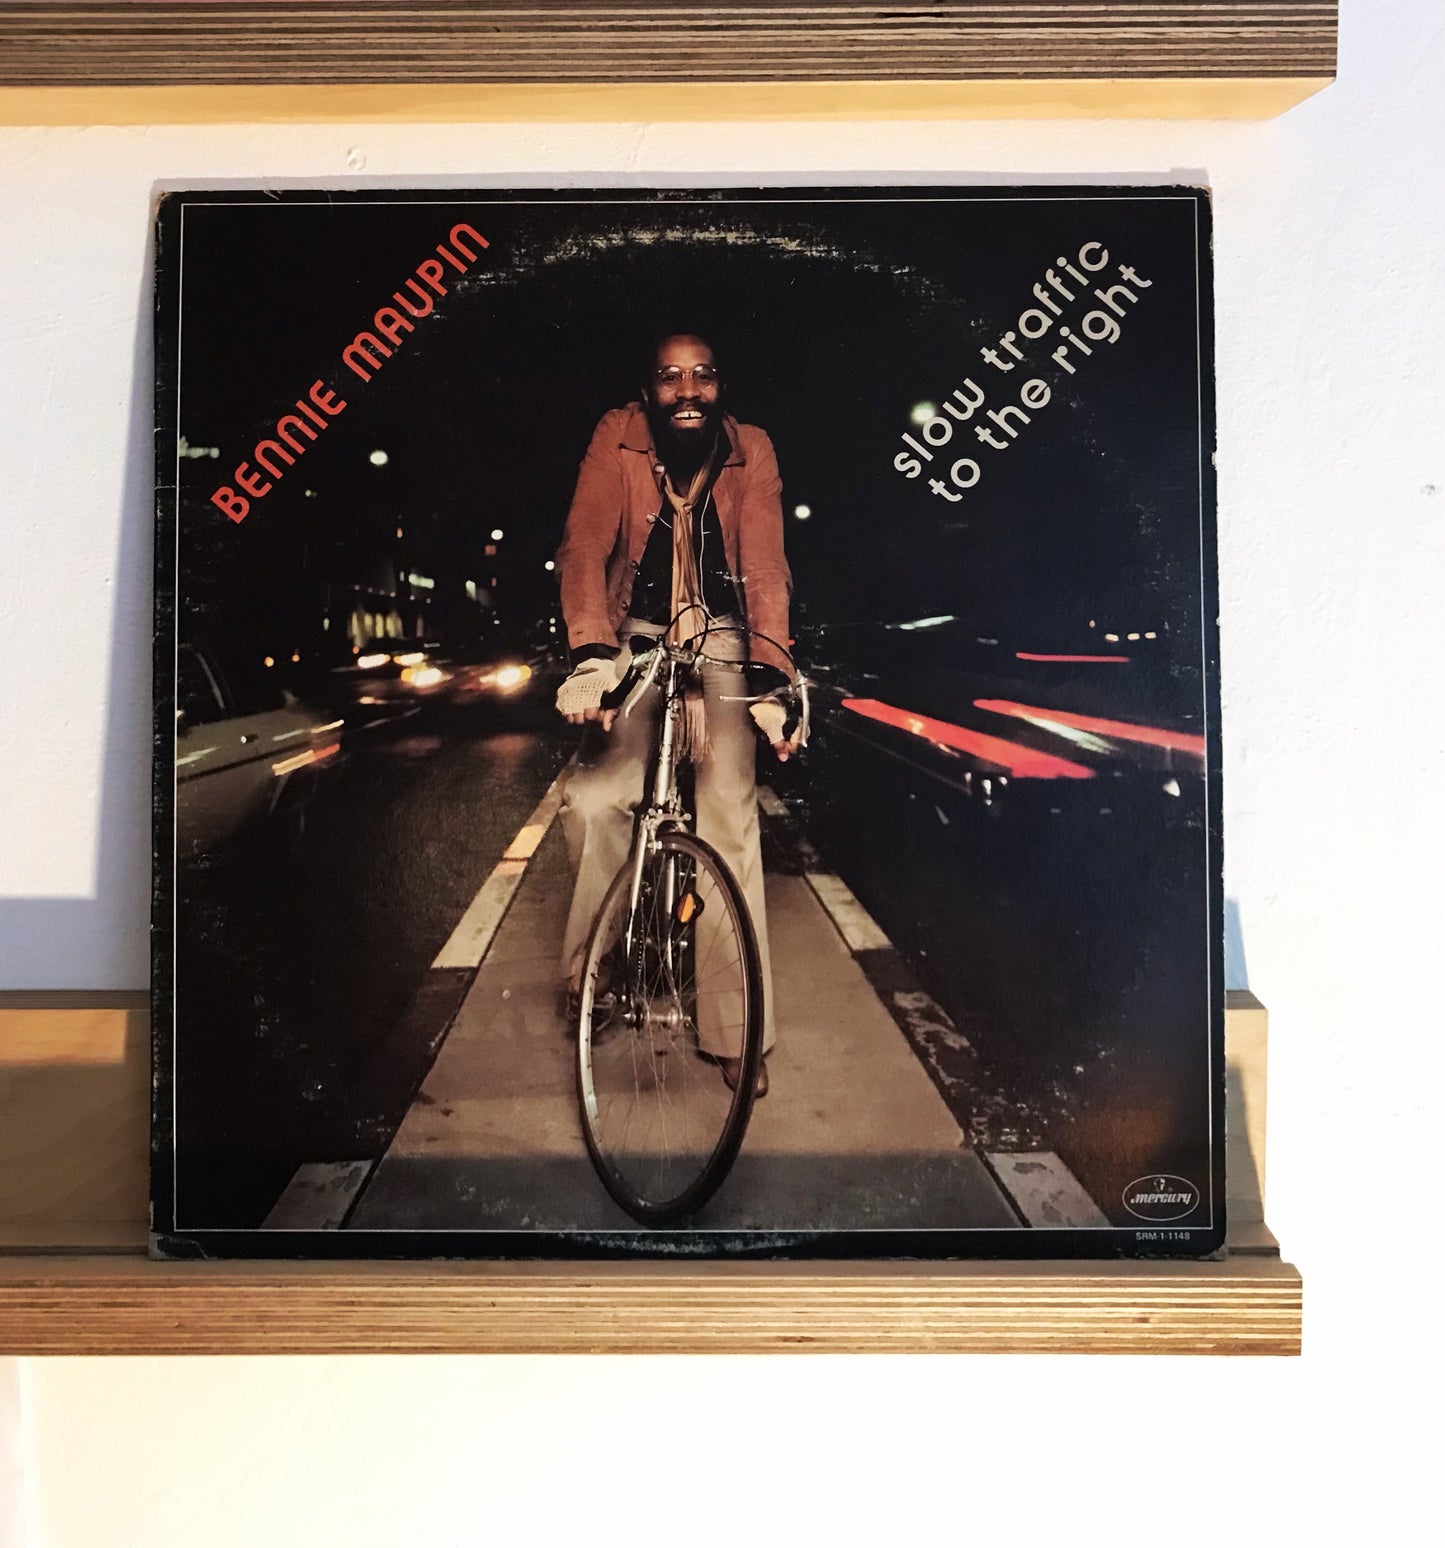 BENNIE MAUPIN
slow traffic
to the right
mercury
SRM-1-1148